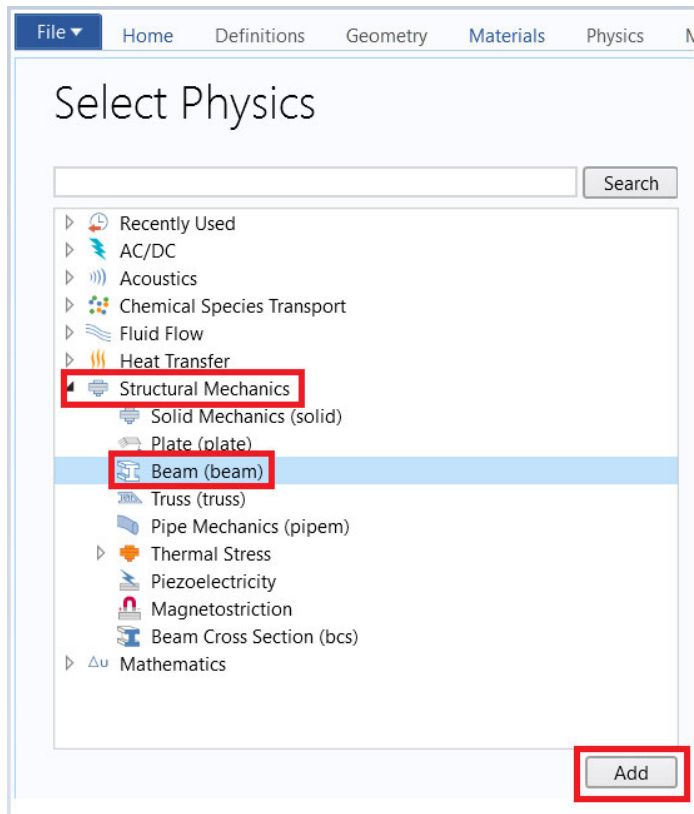 File Home Definitions Geometry Materials Physics M
Select Physics
Search
Recently Used
AC/DC
Acoustics
Chemical Species Transport
Fluid Flow
Heat Transfer
Structural Mechanics
Solid Mechanics (solid)
Plate (plate)
Beam (beam)
Truss (truss)
Pipe Mechanics (pipem)
Thermal Stress
Piezoelectricity
Magnetostriction
Beam Cross Section (bcs)
Δu Mathematics
Add